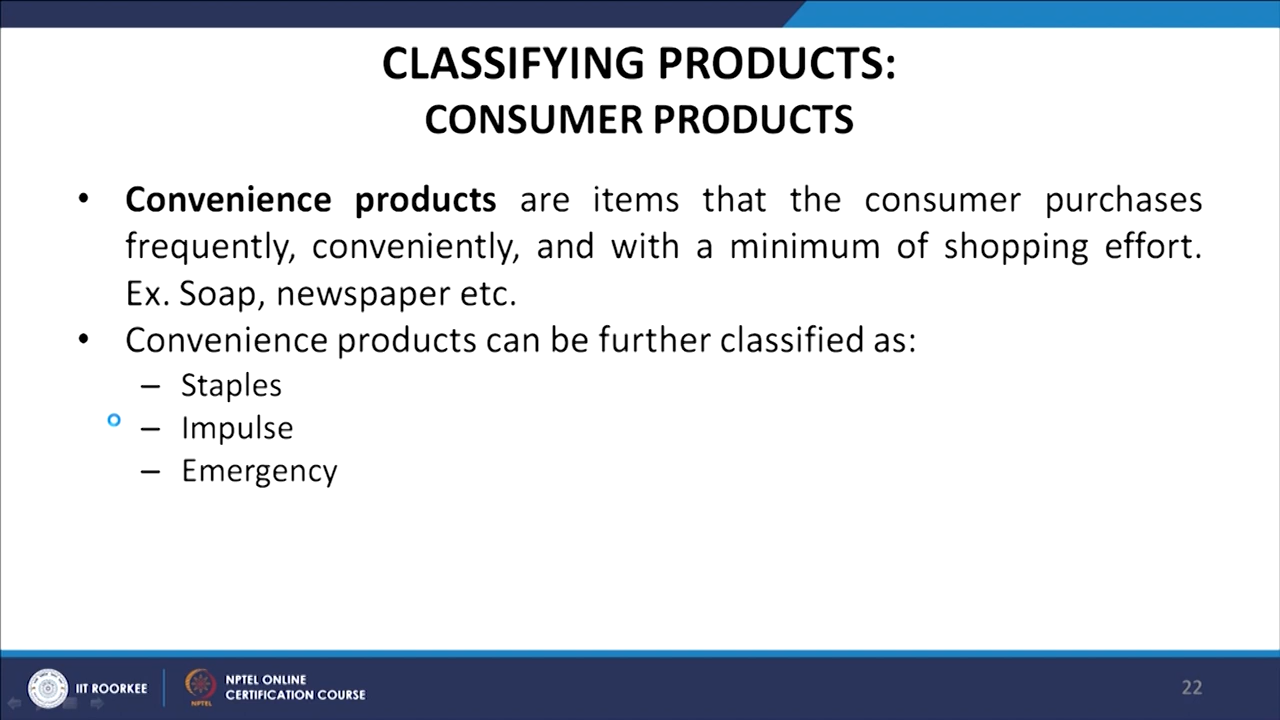 CLASSIFYING PRODUCTS:
CONSUMER PRODUCTS
• Convenience products are items that the consumer purchases
frequently, conveniently, and with a minimum of shopping effort.
Ex. Soap, newspaper etc.
• Convenience products can be further classified as:
– Staples
– Impulse
– Emergency
IIT ROORKEE
NPTEL
NPTEL ONLINE
CERTIFICATION COURSE
22